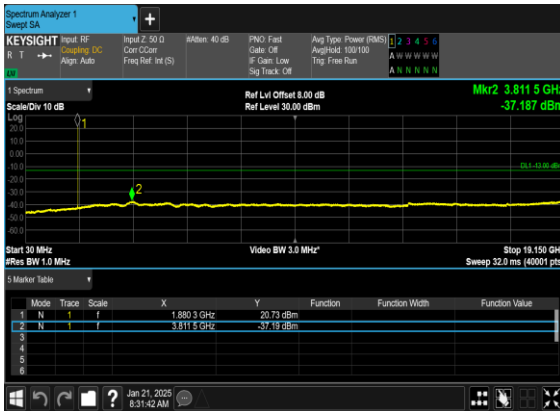 Spectrum Analyzer 1
Swept SA
+
KEYSIGHT Input: RF Input Z: 50 Ω #Atten: 40 dB PNO: Fast Avg Type: Power (RMS) 1 2 3 4 5 6
R T Coupling: DC Corr CCorr Gate: Off Avg|Hold: 100/100 A W W W W W
Align: Auto Freq Ref: Int (S) IF Gain: Low Trig: Free Run
Sig Track: Off A N N N N N
1 Spectrum
Scale/Div 10 dB Ref Lvl Offset 8.00 dB Mkr2 3.811 5 GHz
Ref Level 30.00 dBm -37.187 dBm
Log
20.0 1
10.0
0.00
-10.0 DL1 -13.00 dBm
-20.0
-30.0 2
-40.0
-50.0
-60.0
Start 30 MHz Video BW 3.0 MHz* Stop 19.150 GH
#Res BW 1.0 MHz Sweep 32.0 ms (40001 pts
5 Marker Table
Mode Trace Scale X Y Function Function Width Function Value
1 N 1 f 1.880 3 GHz 20.73 dBm
2 N 1 f 3.811 5 GHz -37.19 dBm
3
4
5
6
? Jan 21, 2025
8:31:42 AM